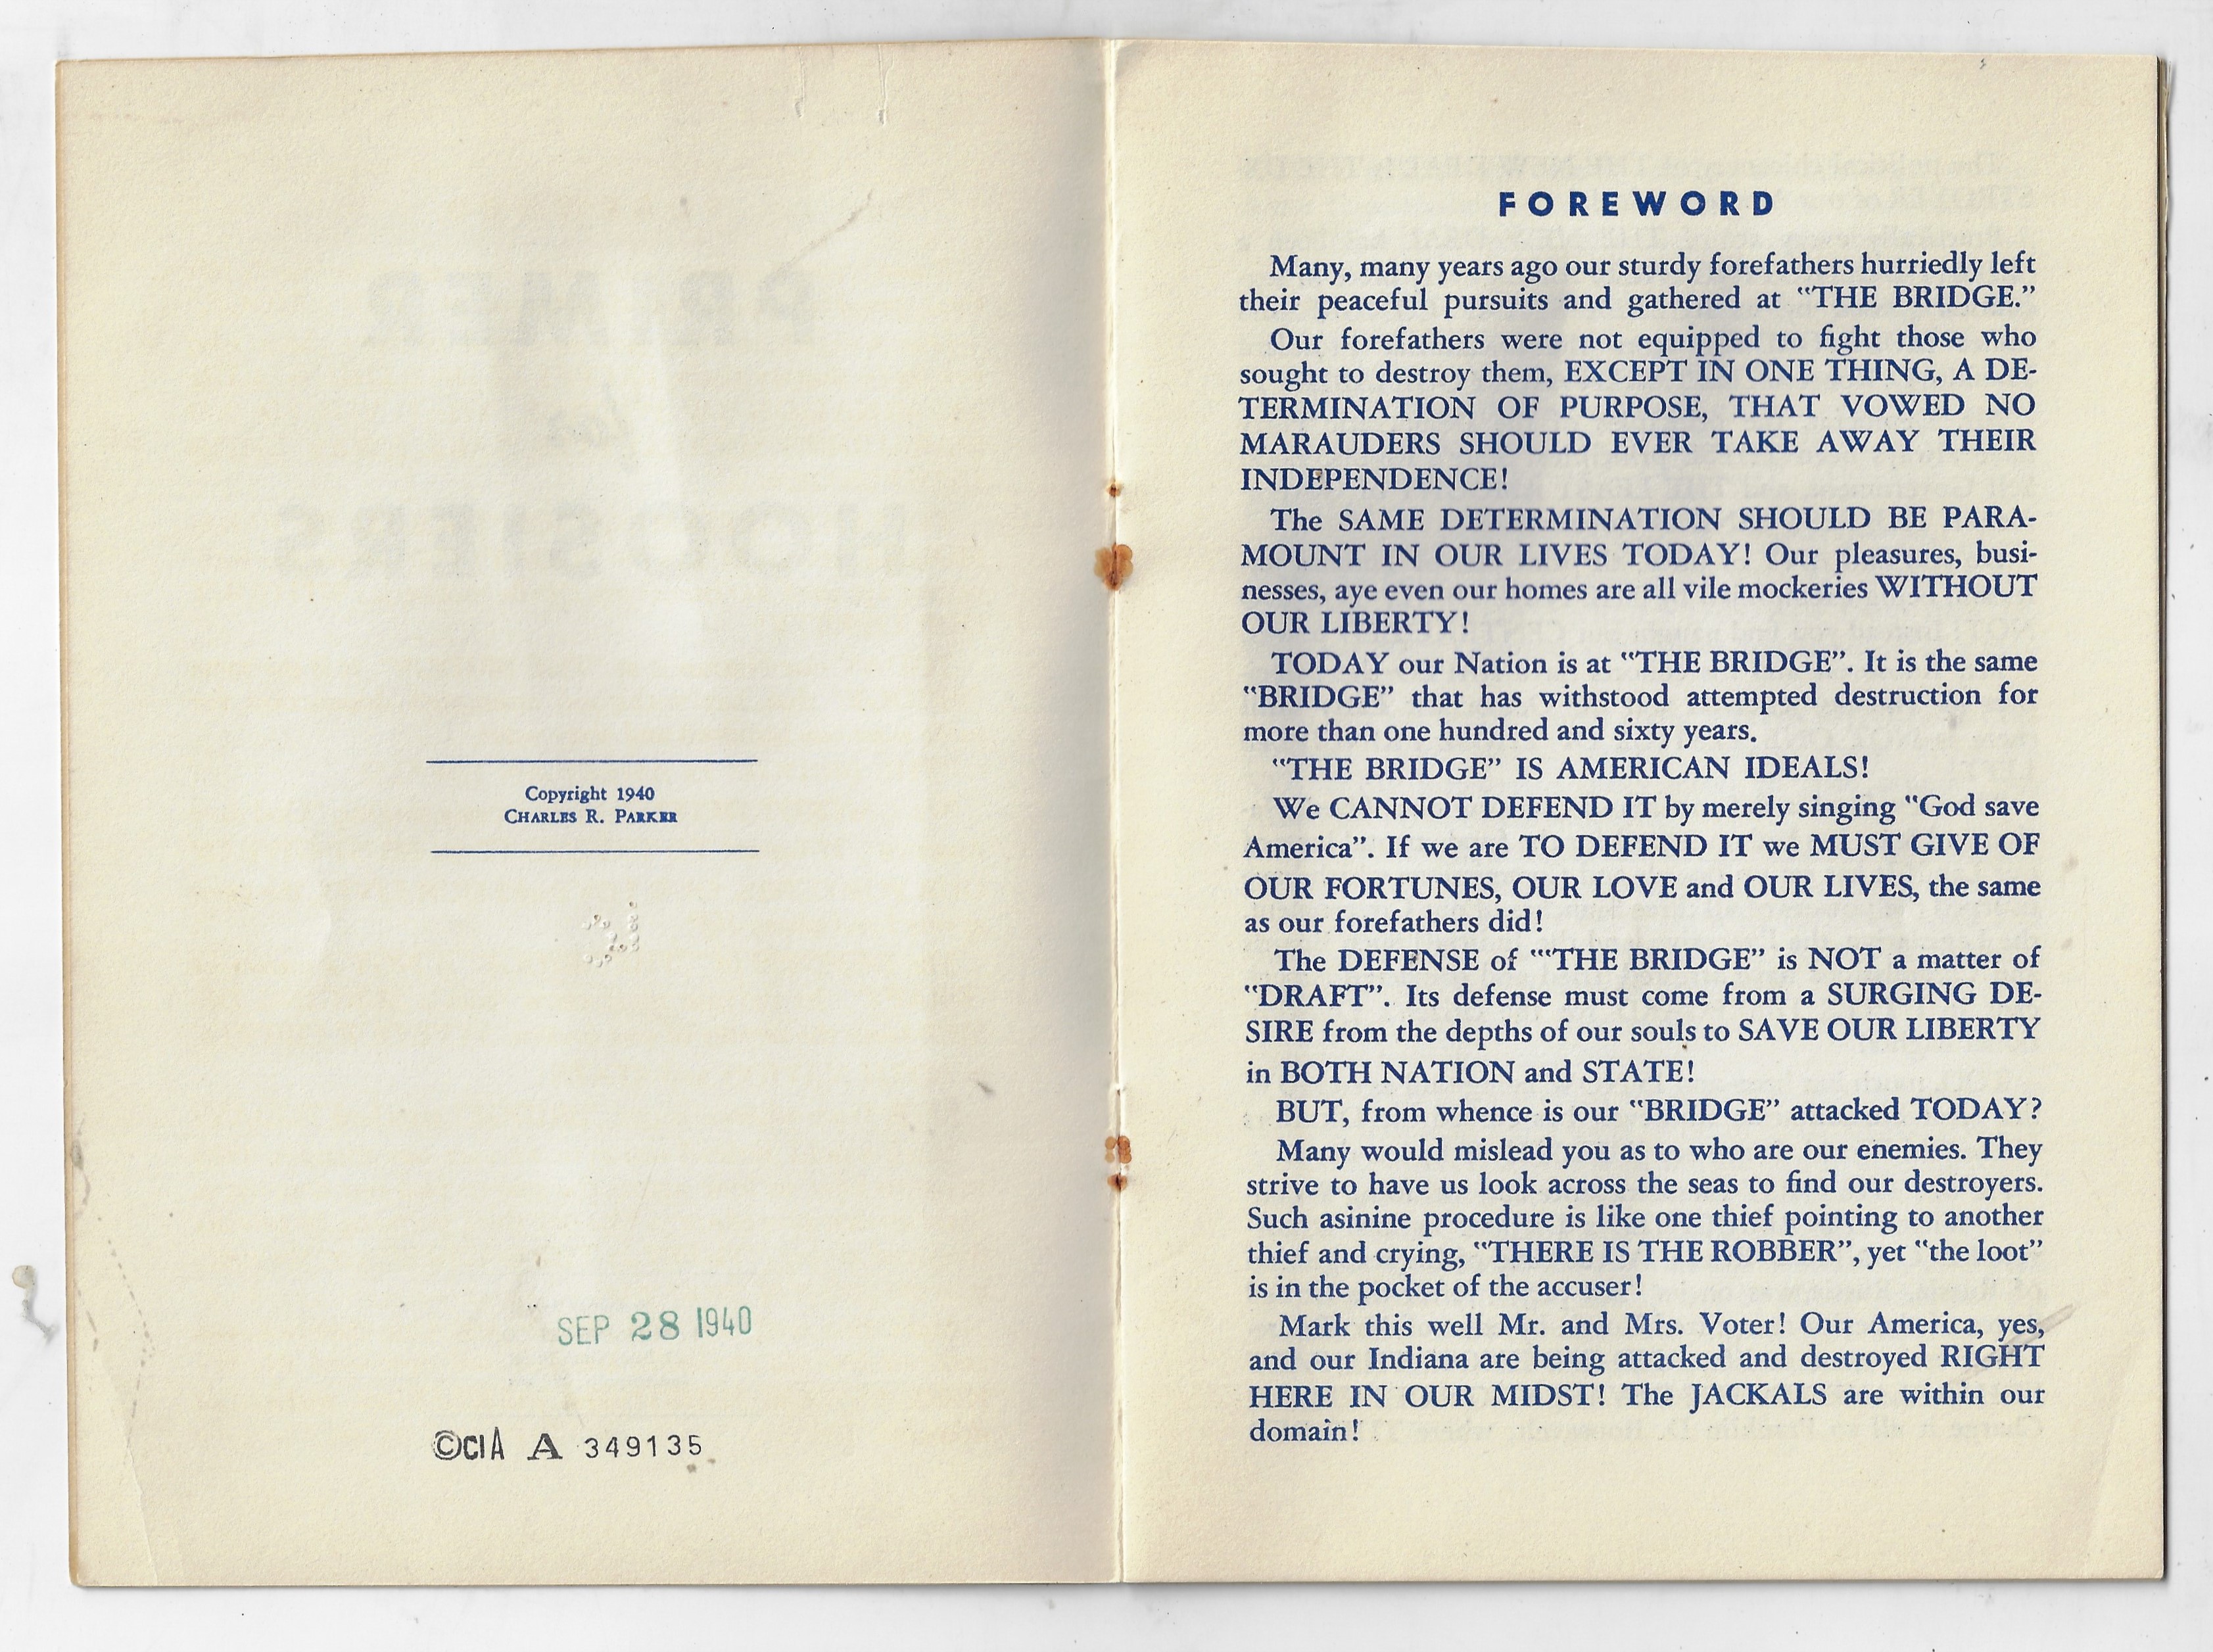 Copyright 1940
CHARLES R. PARKER
SEP 28 1940
©CIA A 349135
FOREWORD
Many, many years ago our sturdy forefathers hurriedly left
their peaceful pursuits and gathered at "THE BRIDGE."
Our forefathers were not equipped to fight those who
sought to destroy them, EXCEPT IN ONE THING, A DE-
TERMINATION OF PURPOSE, THAT VOWED NO
MARAUDERS SHOULD EVER TAKE AWAY THEIR
INDEPENDENCE!
The SAME DETERMINATION SHOULD BE PARA-
MOUNT IN OUR LIVES TODAY! Our pleasures, busi-
nesses, aye even our homes are all vile mockeries WITHOUT
OUR LIBERTY!
TODAY our Nation is at "THE BRIDGE". It is the same
"BRIDGE" that has withstood attempted destruction for
more than one hundred and sixty years.
"THE BRIDGE" IS AMERICAN IDEALS!
We CANNOT DEFEND IT by merely singing "God save
America". If we are TO DEFEND IT we MUST GIVE OF
OUR FORTUNES, OUR LOVE and OUR LIVES, the same
as our forefathers did!
The DEFENSE of "'THE BRIDGE" is NOT a matter of
"DRAFT". Its defense must come from a SURGING DE-
SIRE from the depths of our souls to SAVE OUR LIBERTY
in BOTH NATION and STATE!
BUT, from whence is our "BRIDGE" attacked TODAY?
Many would mislead you as to who are our enemies. They
strive to have us look across the seas to find our destroyers.
Such asinine procedure is like one thief pointing to another
thief and crying, "THERE IS THE ROBBER", yet "the loot"
is in the pocket of the accuser!
Mark this well Mr. and Mrs. Voter! Our America, yes,
and our Indiana are being attacked and destroyed RIGHT
HERE IN OUR MIDST! The JACKALS are within our
domain!